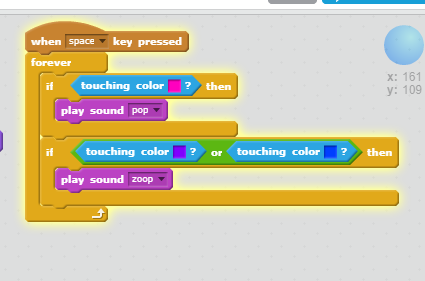 when space key pressed
forever
if touching color ? then
play sound pop
if touching color ? or touching color ? then
play sound zoop
x: 161
y: 109